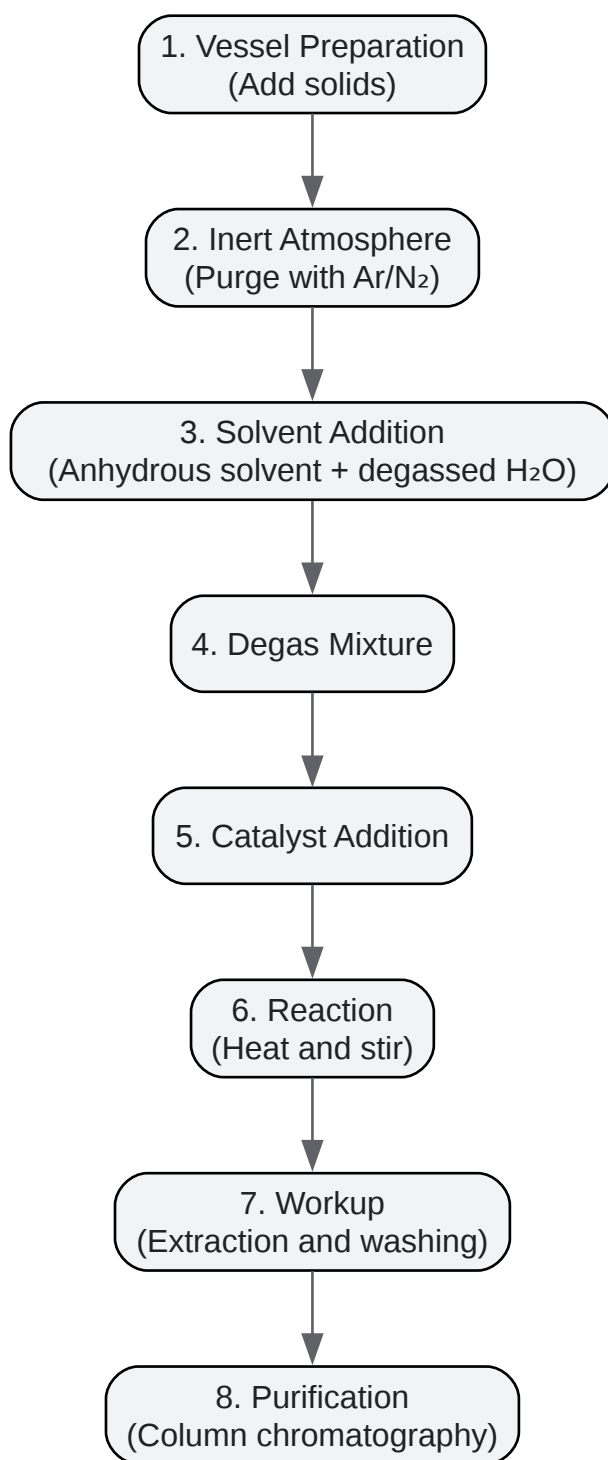 1. Vessel Preparation
(Add solids)
2. Inert Atmosphere
(Purge with Ar/N₂)
3. Solvent Addition
(Anhydrous solvent + degassed H₂O)
4. Degas Mixture
5. Catalyst Addition
6. Reaction
(Heat and stir)
7. Workup
(Extraction and washing)
8. Purification
(Column chromatography)